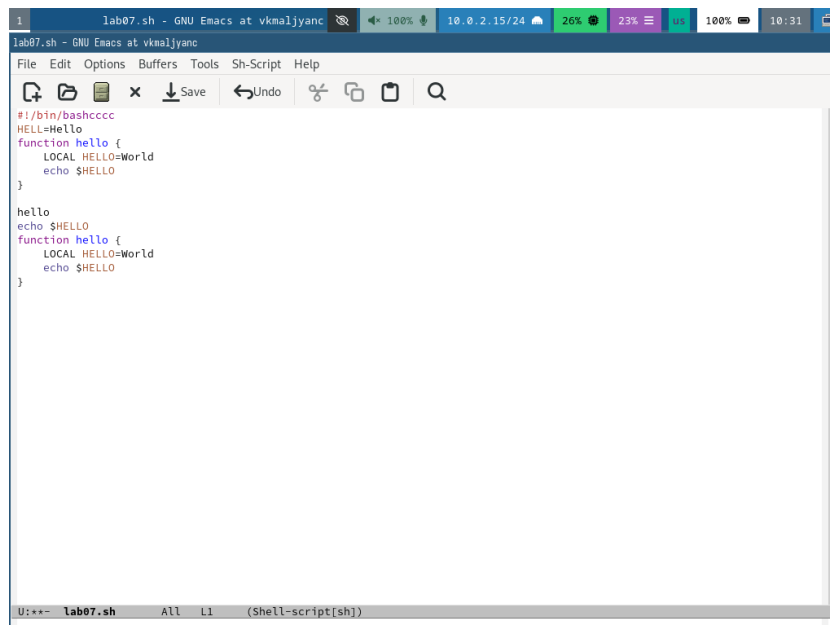 1 lab07.sh - GNU Emacs at vkmaljyanc 100% 10.0.2.15/24 26% 23% us 100% 10:31
lab07.sh - GNU Emacs at vkmaljyanc
File Edit Options Buffers Tools Sh-Script Help
Save Undo
#!/bin/bashcccc
HELL=Hello
function hello {
    LOCAL HELLO=World
    echo $HELLO
}
hello
echo $HELLO
function hello {
    LOCAL HELLO=World
    echo $HELLO
}
U:**- lab07.sh All L1 (Shell-script[sh])